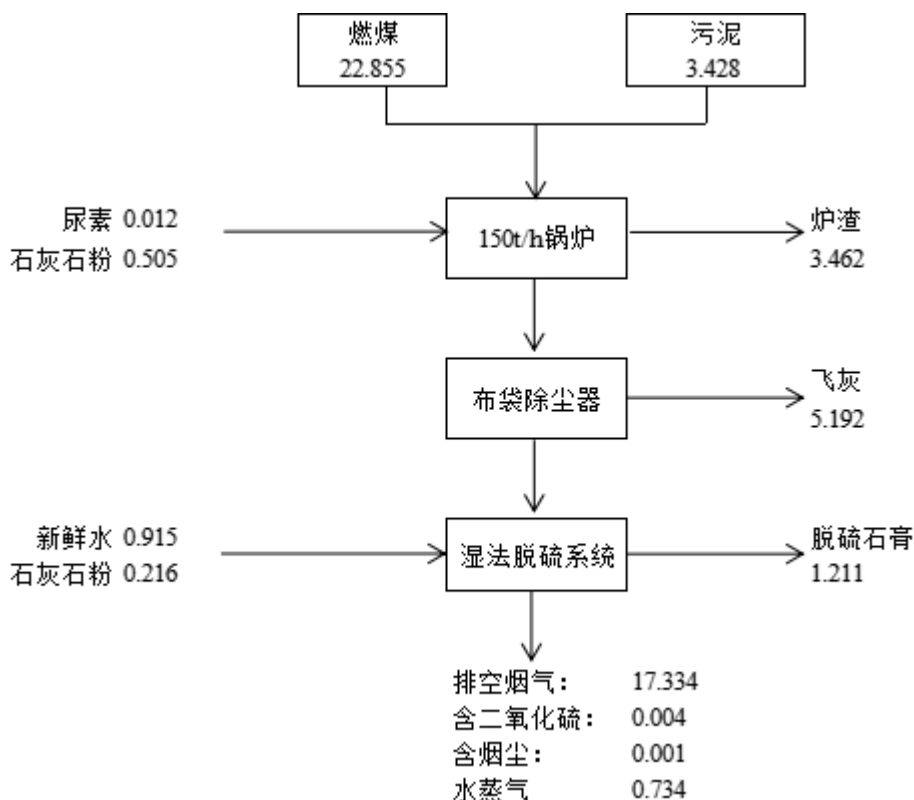 燃煤
22.855
污泥
3.428
尿素 0.012
石灰石粉 0.505
150t/h锅炉
炉渣
3.462
布袋除尘器
飞灰
5.192
新鲜水 0.915
石灰石粉 0.216
湿法脱硫系统
脱硫石膏
1.211
排空烟气： 17.334
含二氧化硫： 0.004
含烟尘： 0.001
水蒸气 0.734